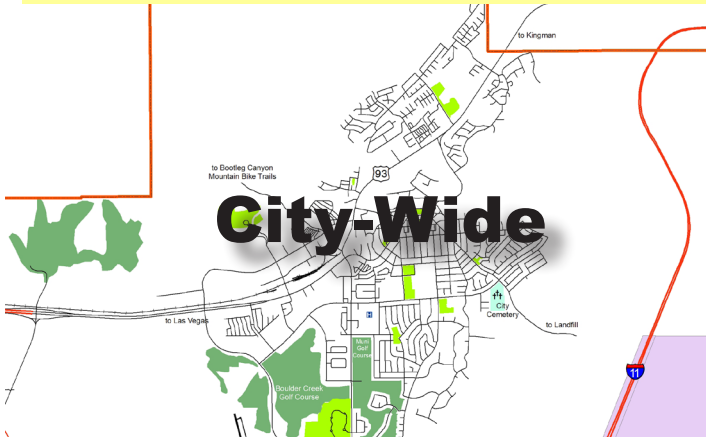 to Kingman
to Bootleg Canyon
Mountain Bike Trails
93
City-Wide
City
Cemetery
H
to Las Vegas
to Landfill
Muni
Golf
Course
11
Boulder Creek
Golf Course